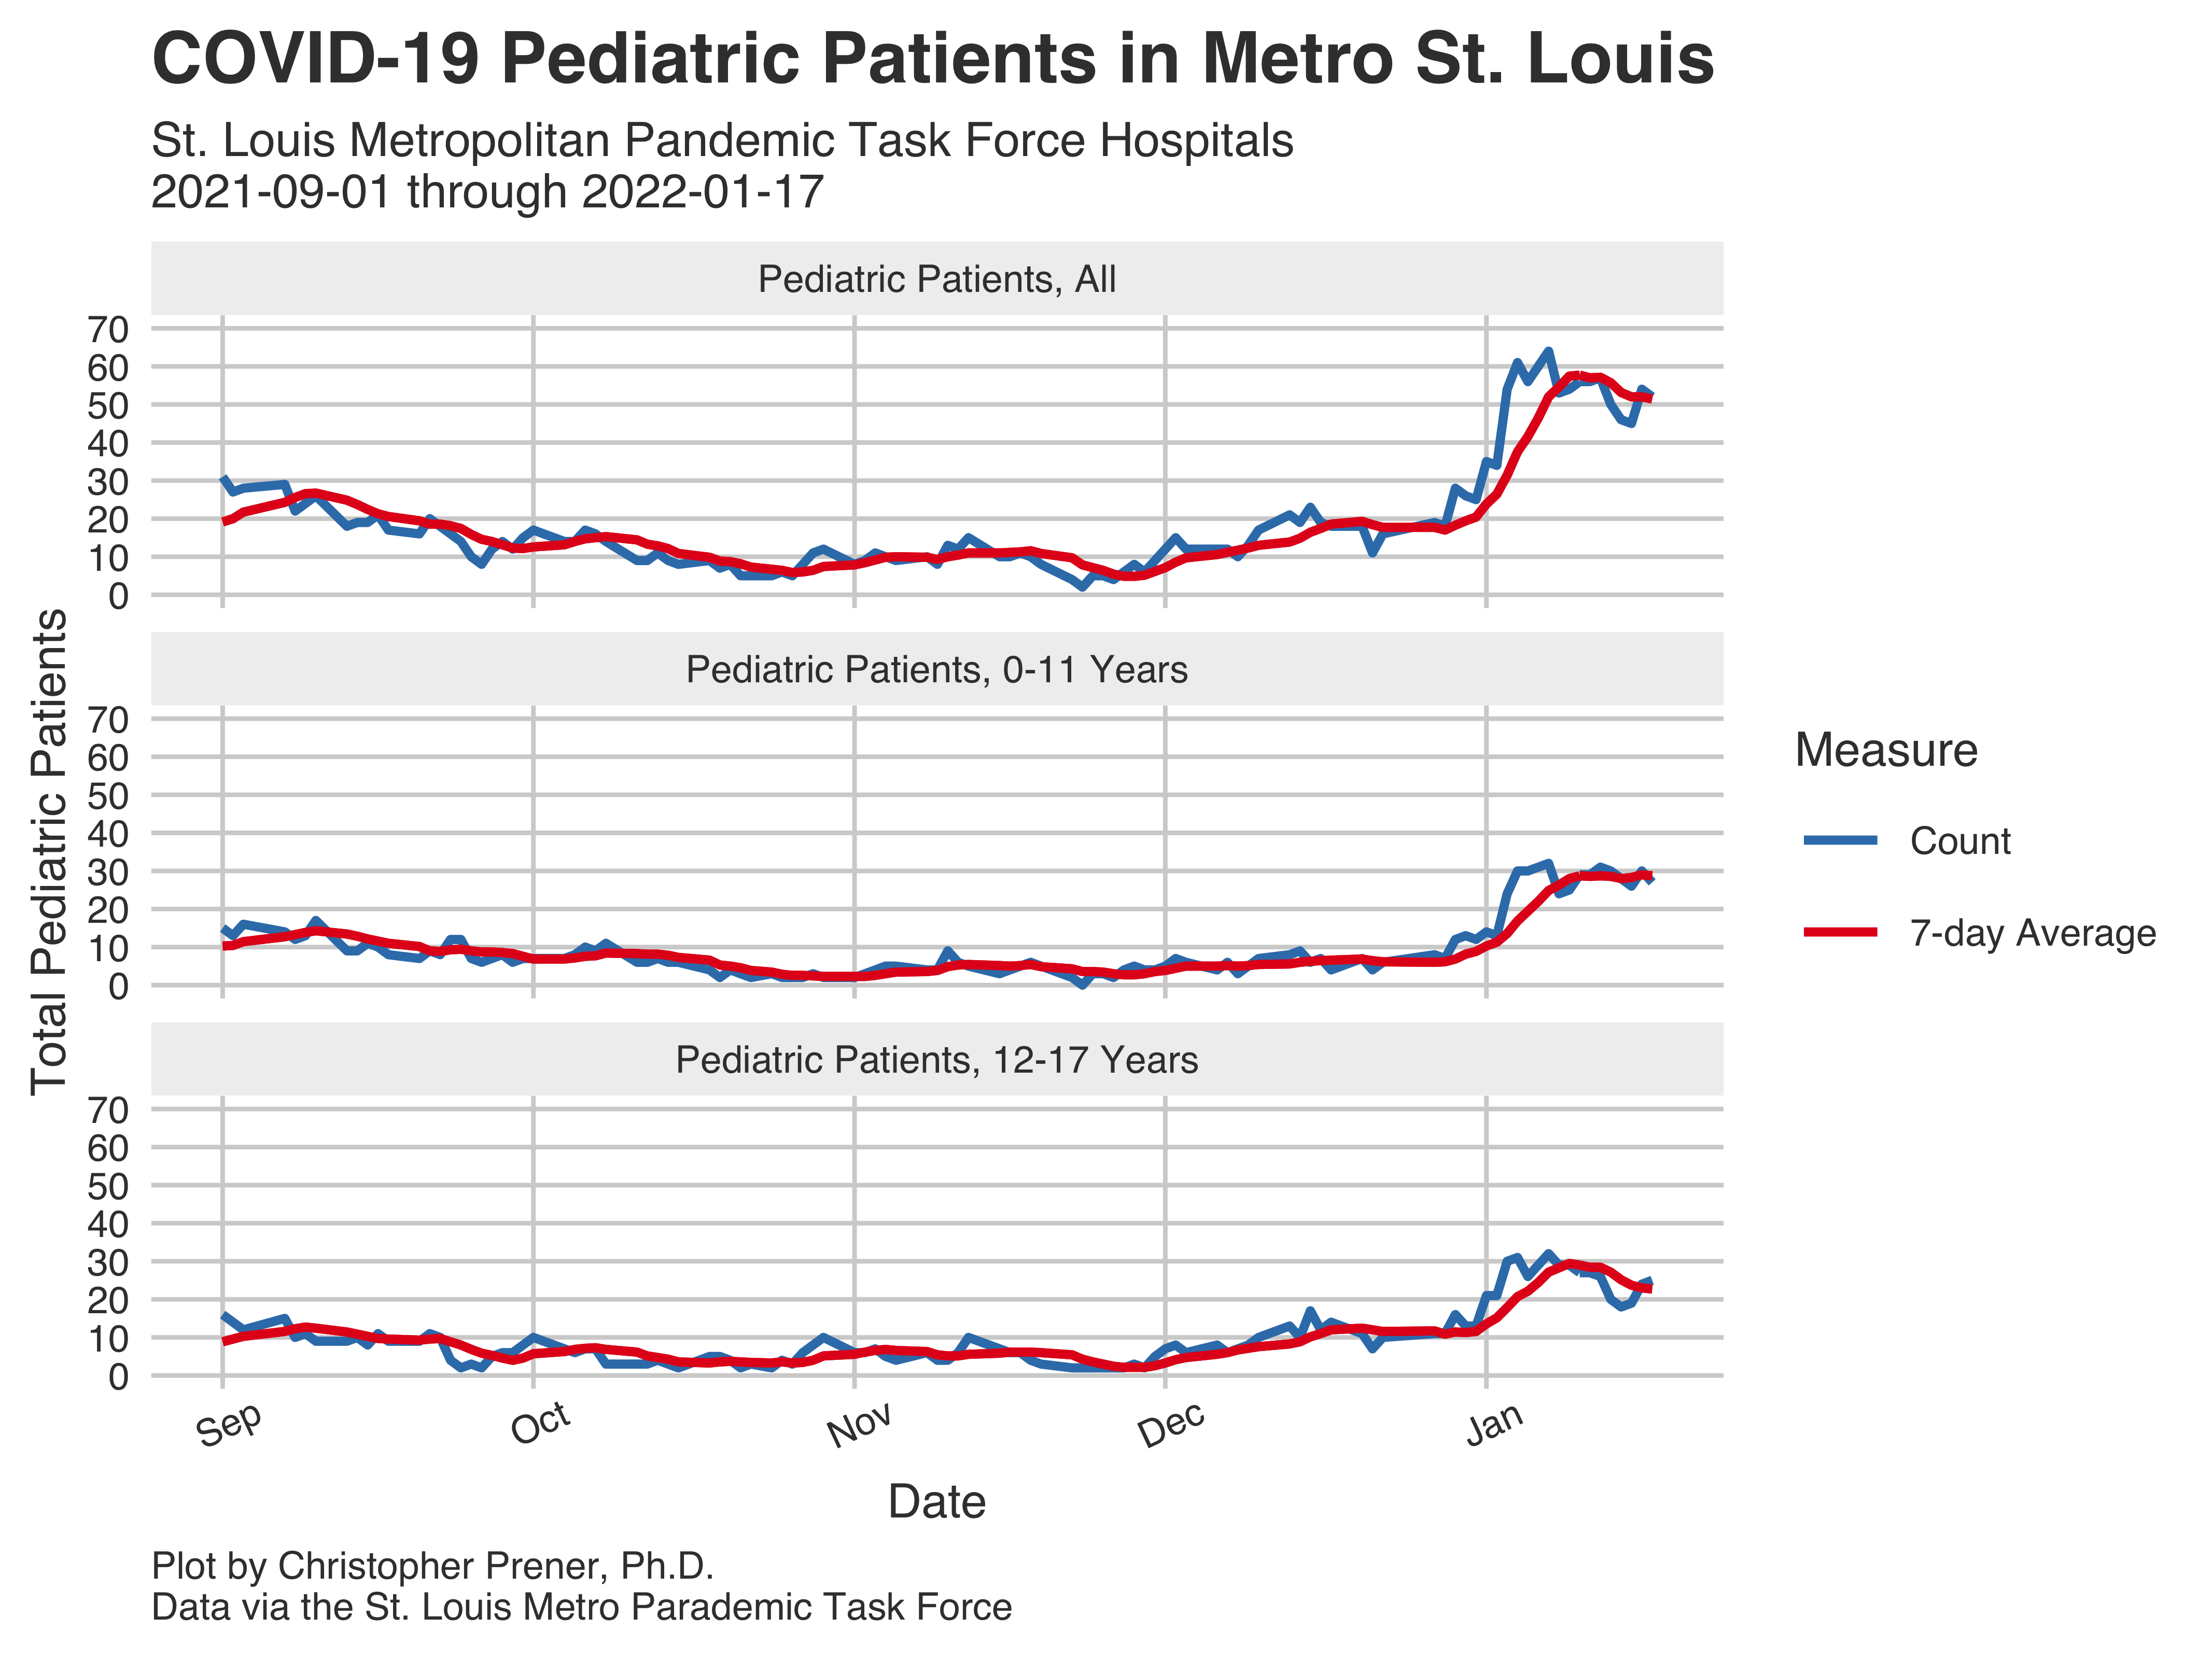 COVID-19 Pediatric Patients in Metro St. Louis
St. Louis Metropolitan Pandemic Task Force Hospitals
2021-09-01 through 2022-01-17
Pediatric Patients, All
70
60
50
40
30
20
10
0
Pediatric Patients, 0-11 Years
70
60
50
40
30
20
10
0
Pediatric Patients, 12-17 Years
70
60
50
40
30
20
10
0
Total Pediatric Patients
Sep Oct Nov Dec Jan
Date
Measure
Count
7-day Average
Plot by Christopher Prener, Ph.D.
Data via the St. Louis Metro Parademic Task Force